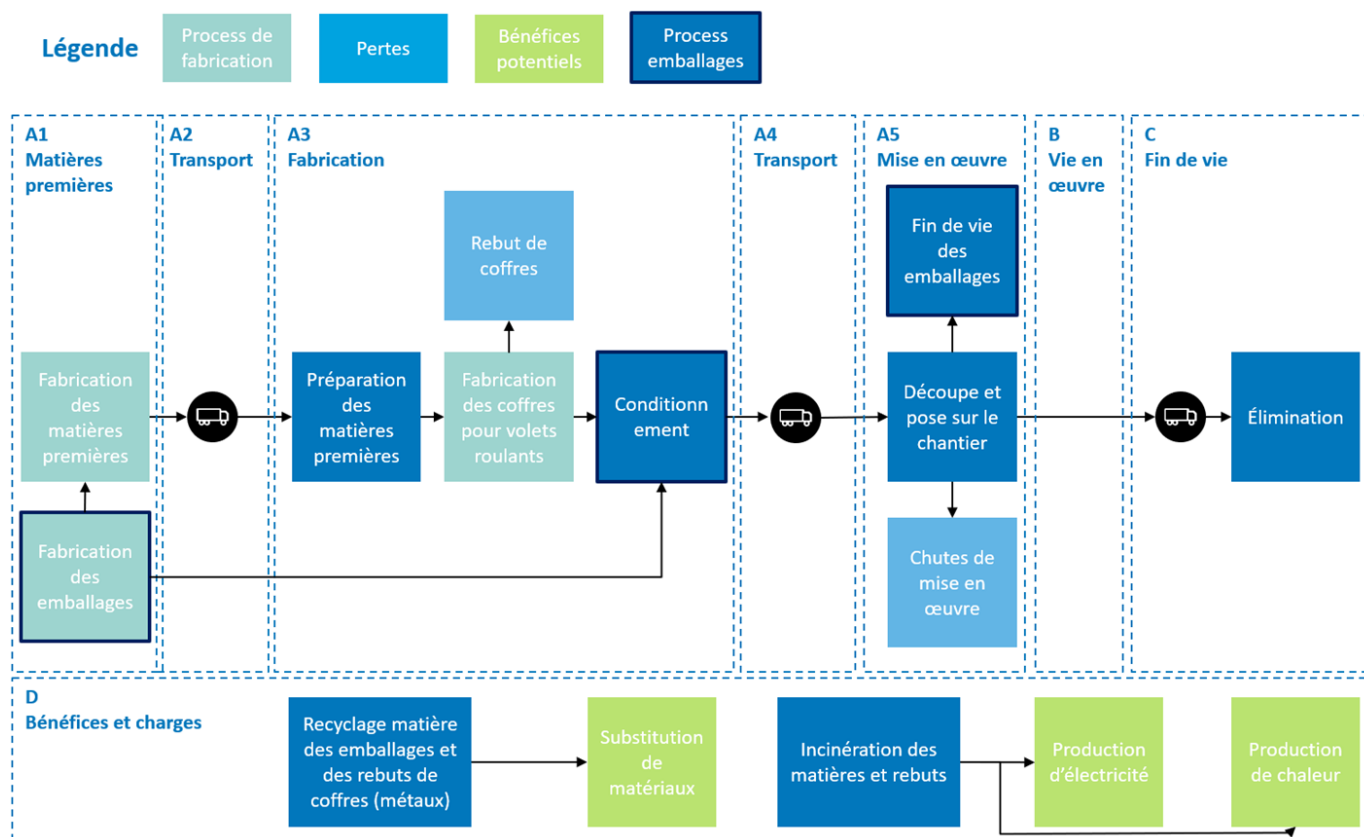 Légende
Process de
fabrication
Pertes
Bénéfices
potentiels
Process
emballages
A1
Matières
premières
A2
Transport
A3
Fabrication
A4
Transport
A5
Mise en œuvre
B
Vie en
œuvre
C
Fin de vie
Rebut de
coffres
Fin de vie
des
emballages
Fabrication
des
matières
premières
Préparation
des
matières
premières
Fabrication
des coffres
pour volets
roulants
Conditionn
ement
Découpe et
pose sur le
chantier
Élimination
Fabrication
des
emballages
Chutes de
mise en
œuvre
D
Bénéfices et charges
Recyclage matière
des emballages et
des rebuts de
coffres (métaux)
Substitution
de
matériaux
Incinération des
matières et rebuts
Production
d'électricité
Production
de chaleur